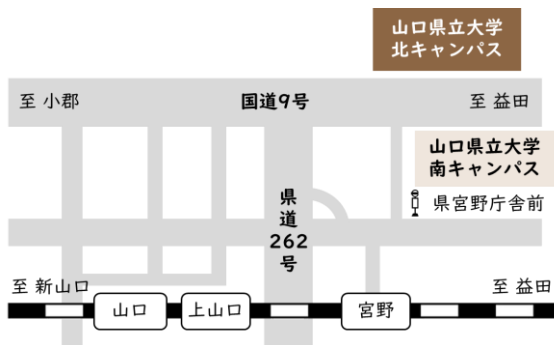 山口県立大学
北キャンパス
至 小郡
国道9号
至 益田
山口県立大学
南キャンパス
県宮野庁舎前
県道262号
至 新山口
至 益田
山口
上山口
宮野